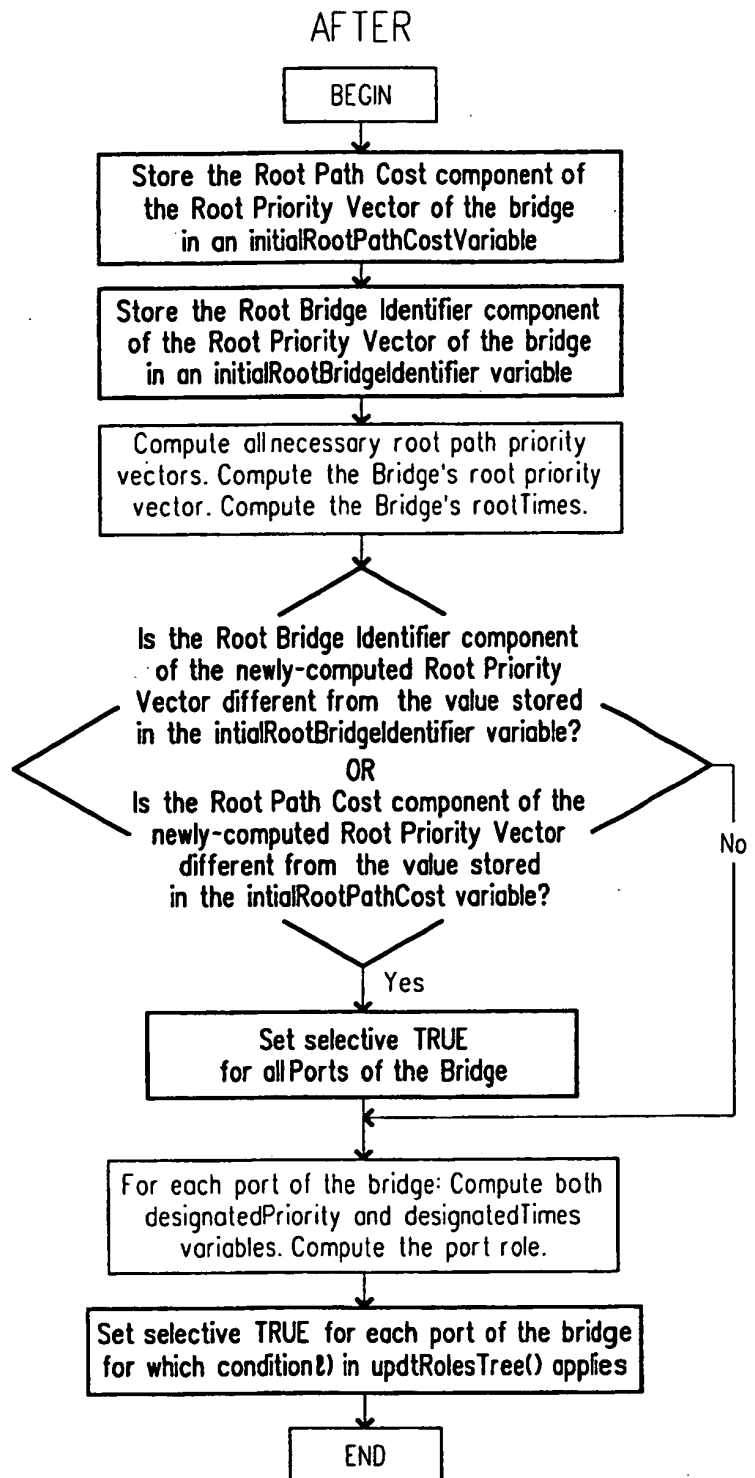 AFTER
BEGIN
Store the Root Path Cost component of
the Root Priority Vector of the bridge
in an initialRootPathCostVariable
Store the Root Bridge Identifier component
of the Root Priority Vector of the bridge
in an initialRootBridgeIdentifier variable
Compute all necessary root path priority
vectors. Compute the Bridge's root priority
vector. Compute the Bridge's rootTimes.
Is the Root Bridge Identifier component
of the newly-computed Root Priority
Vector different from the value stored
in the intialRootBridgeIdentifier variable?
OR
Is the Root Path Cost component of the
newly-computed Root Priority Vector
different from the value stored
in the intialRootPathCost variable?
No
Yes
Set selective TRUE
for all Ports of the Bridge
For each port of the bridge: Compute both
designatedPriority and designatedTimes
variables. Compute the port role.
Set selective TRUE for each port of the bridge
for which condition l) in updtRolesTree() applies
END